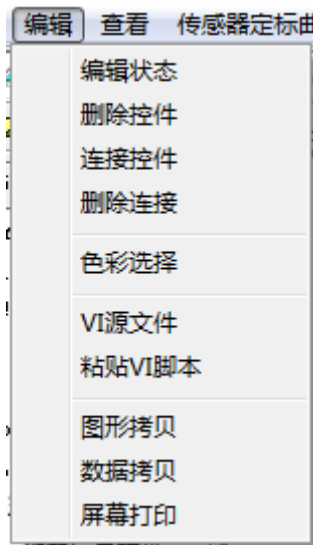 编辑 查看 传感器定标曲
编辑状态
删除控件
连接控件
删除连接
色彩选择
VI源文件
粘贴VI脚本
图形拷贝
数据拷贝
屏幕打印